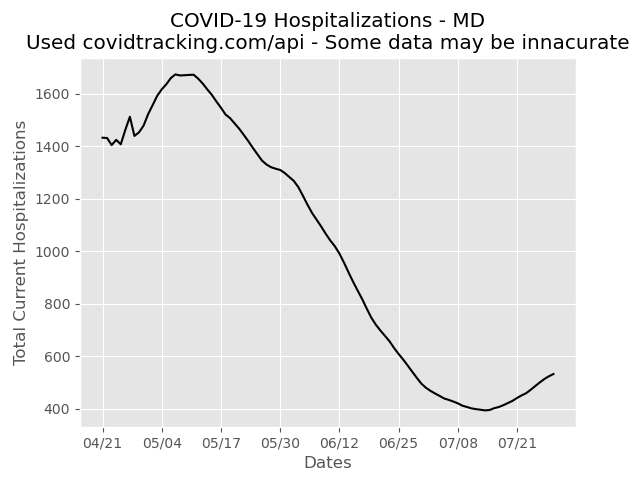 COVID-19 Hospitalizations - MD
Used covidtracking.com/api - Some data may be innacurate
Total Current Hospitalizations
1600
1400
1200
1000
800
600
400
04/21 05/04 05/17 05/30 06/12 06/25 07/08 07/21
Dates